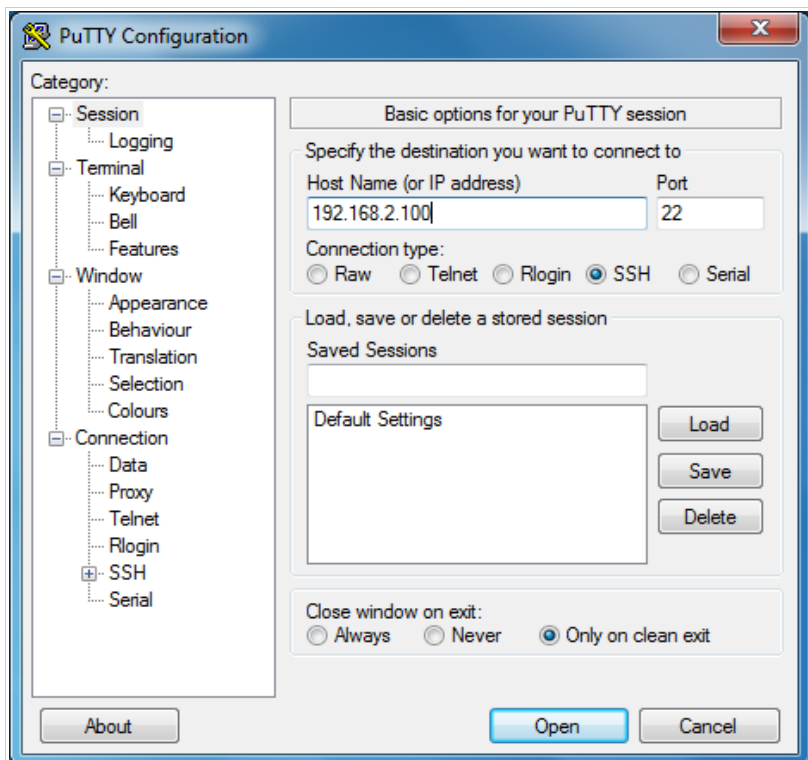 PuTTY Configuration
Category:
Session
Logging
Terminal
Keyboard
Bell
Features
Window
Appearance
Behaviour
Translation
Selection
Colours
Connection
Data
Proxy
Telnet
Rlogin
SSH
Serial
Basic options for your PuTTY session
Specify the destination you want to connect to
Host Name (or IP address) Port
192.168.2.100 22
Connection type:
Raw Telnet Rlogin SSH Serial
Load, save or delete a stored session
Saved Sessions
Default Settings
Load
Save
Delete
Close window on exit:
Always Never Only on clean exit
About Open Cancel